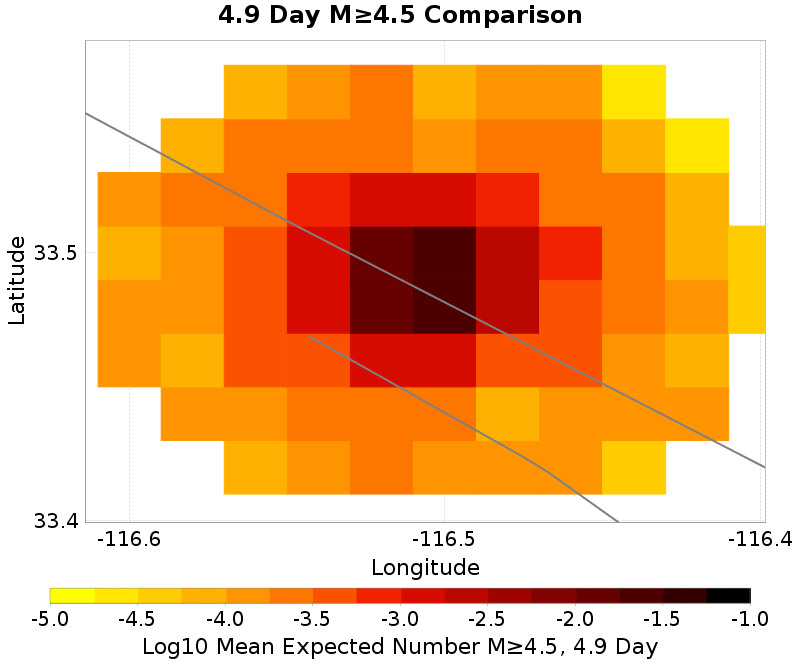 4.9 Day M≥4.5 Comparison
Latitude
33.5
33.4
-116.6 -116.5 -116.4
Longitude
-5.0 -4.5 -4.0 -3.5 -3.0 -2.5 -2.0 -1.5 -1.0
Log10 Mean Expected Number M≥4.5, 4.9 Day